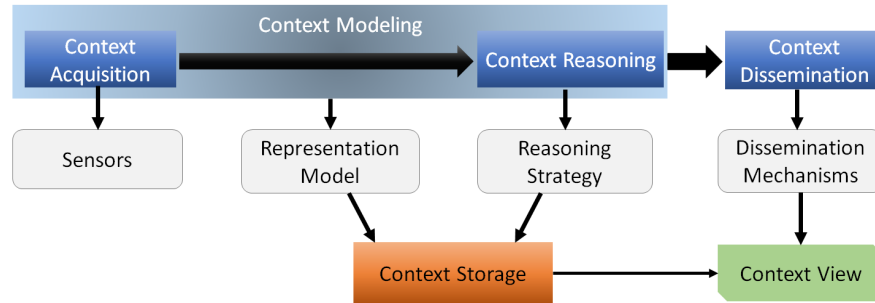 Context Modeling
Context
Acquisition
Context Reasoning
Context
Dissemination
Sensors
Representation
Model
Reasoning
Strategy
Dissemination
Mechanisms
Context Storage
Context View